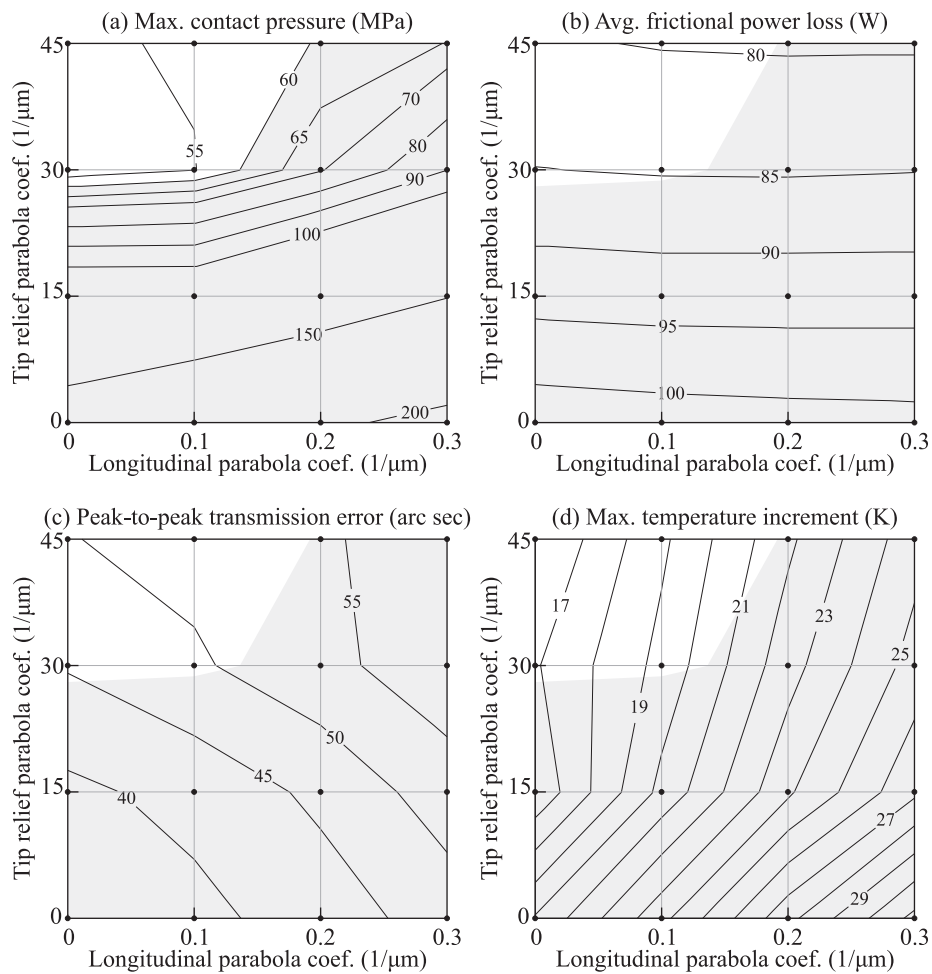 (a) Max. contact pressure (MPa)
45
30
15
0
0 0.1 0.2 0.3
60
70
65
55
80
90
100
150
200
Tip relief parabola coef. (1/μm)
Longitudinal parabola coef. (1/μm)
(b) Avg. frictional power loss (W)
45
30
15
0
0 0.1 0.2 0.3
80
85
90
95
100
Tip relief parabola coef. (1/μm)
Longitudinal parabola coef. (1/μm)
(c) Peak-to-peak transmission error (arc sec)
45
30
15
0
0 0.1 0.2 0.3
55
50
45
40
Tip relief parabola coef. (1/μm)
Longitudinal parabola coef. (1/μm)
(d) Max. temperature increment (K)
45
30
15
0
0 0.1 0.2 0.3
17
21
23
25
19
27
29
Tip relief parabola coef. (1/μm)
Longitudinal parabola coef. (1/μm)